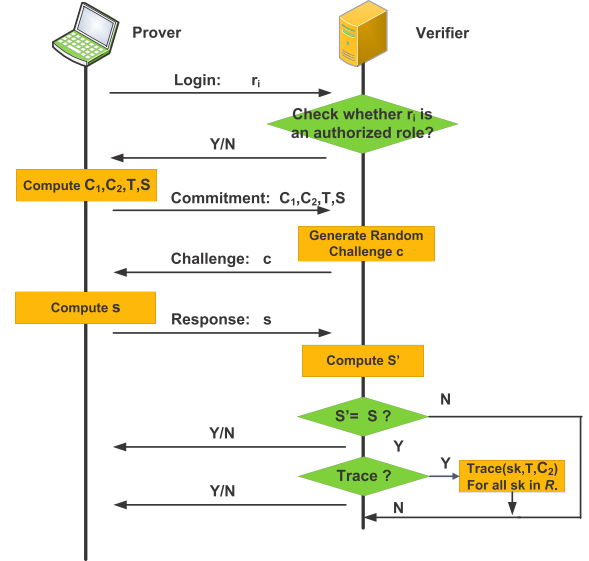 Prover
Verifier
Login: rᵢ
Check whether rᵢ is
an authorized role?
Y/N
Compute C₁,C₂,T,S
Commitment: C₁,C₂,T,S
Generate Random
Challenge c
Challenge: c
Compute s
Response: s
Compute S’
S’= S ?
N
Y/N
Y
Trace ?
Y
Trace(sk,T,C₂)
For all sk in R.
Y/N
N